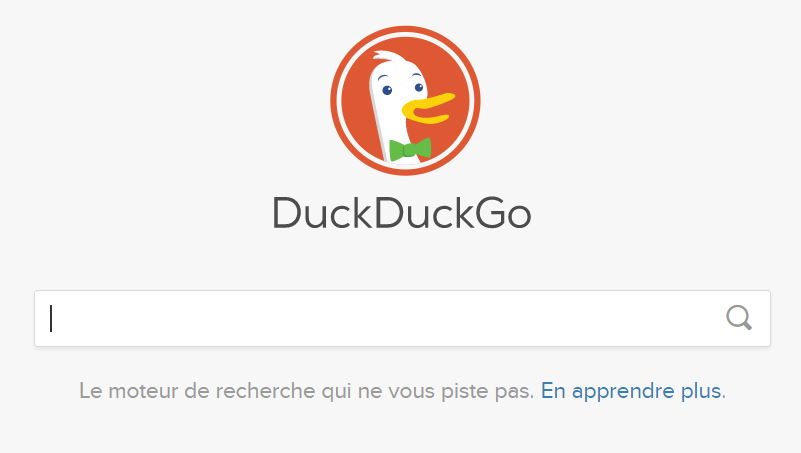 DuckDuckGo
Le moteur de recherche qui ne vous piste pas. En apprendre plus.